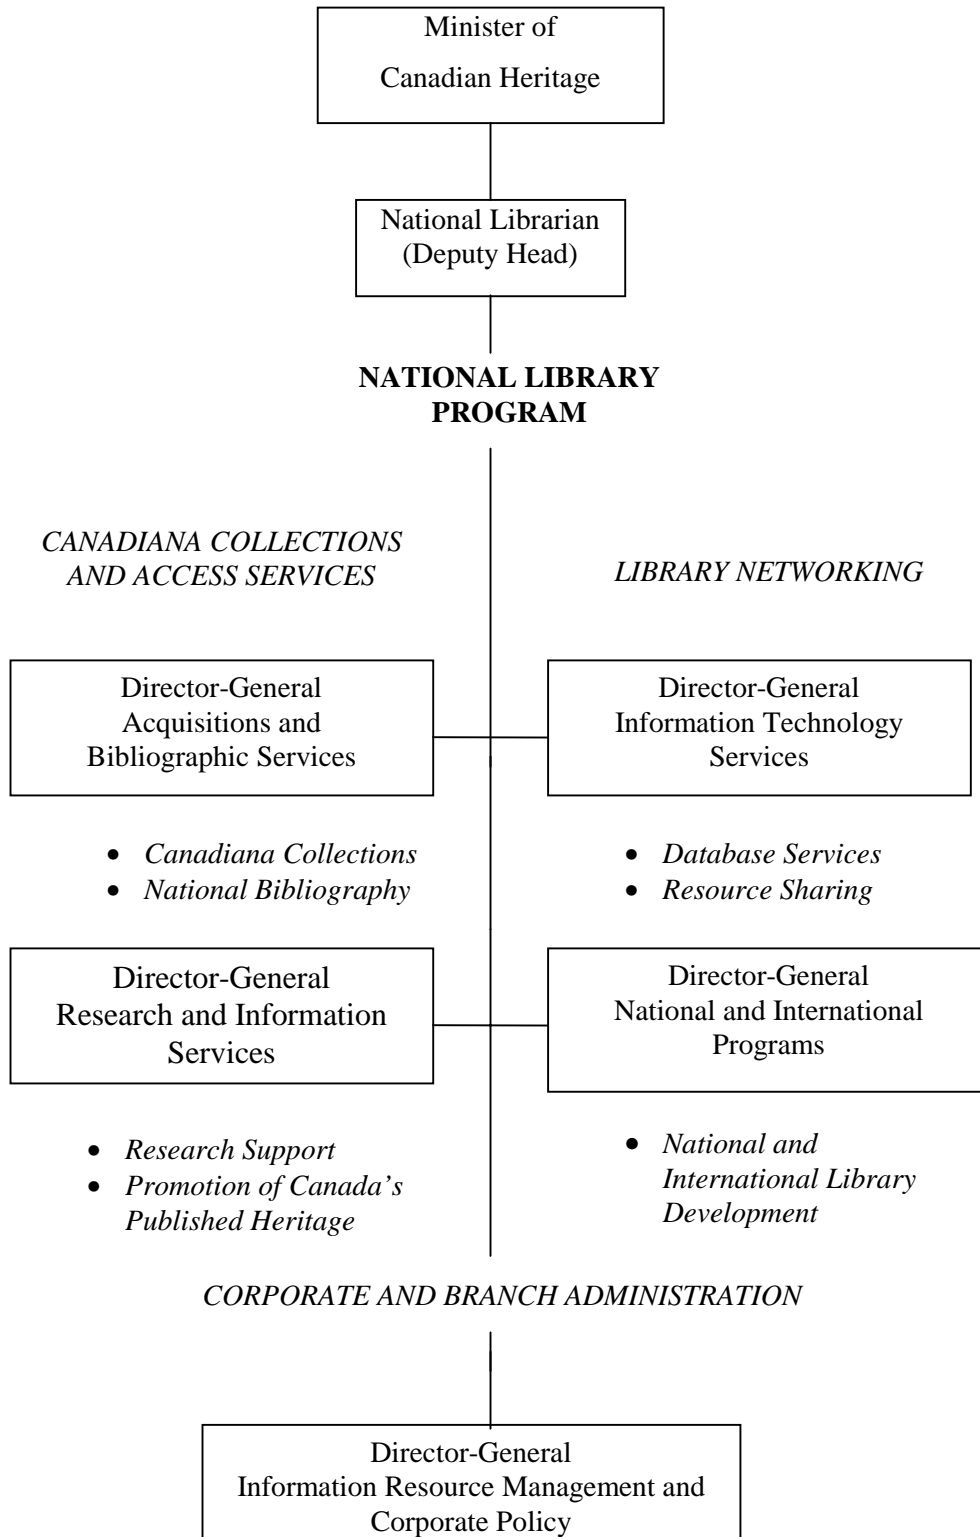 Minister of
Canadian Heritage
National Librarian
(Deputy Head)
NATIONAL LIBRARY
PROGRAM
CANADIANA COLLECTIONS
AND ACCESS SERVICES
LIBRARY NETWORKING
Director-General
Acquisitions and
Bibliographic Services
Director-General
Information Technology
Services
• Canadiana Collections
• National Bibliography
• Database Services
• Resource Sharing
Director-General
Research and Information
Services
Director-General
National and International
Programs
• Research Support
• Promotion of Canada's
Published Heritage
• National and
International Library
Development
CORPORATE AND BRANCH ADMINISTRATION
Director-General
Information Resource Management and
Corporate Policy